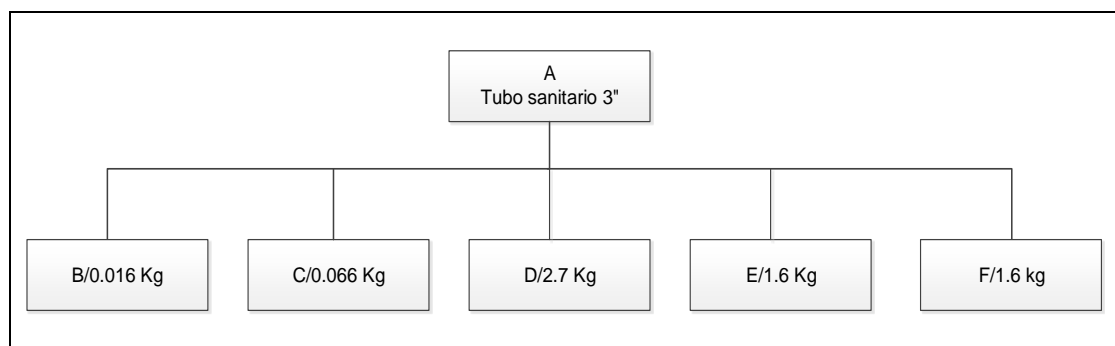 A
Tubo sanitario 3"
B/0.016 Kg
C/0.066 Kg
D/2.7 Kg
E/1.6 Kg
F/1.6 kg